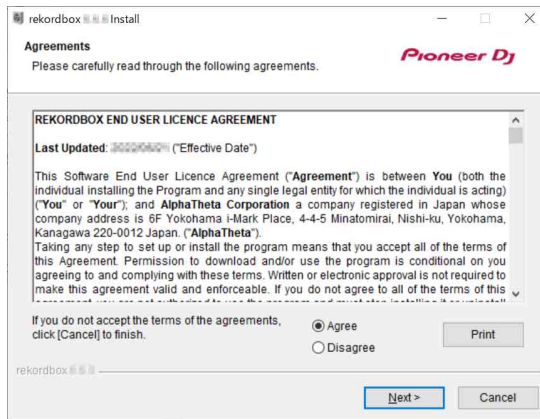 rekordbox Install
Agreements
Please carefully read through the following agreements.
Pioneer Dj
REKORDBOX END USER LICENCE AGREEMENT
Last Updated: ("Effective Date")
This Software End User Licence Agreement ("Agreement") is between You (both the
individual installing the Program and any single legal entity for which the individual is acting)
("You" or "Your"); and AlphaTheta Corporation a company registered in Japan whose
company address is 6F Yokohama i-Mark Place, 4-4-5 Minatomirai, Nishi-ku, Yokohama,
Kanagawa 220-0012 Japan. ("AlphaTheta").
Taking any step to set up or install the program means that you accept all of the terms of
this Agreement. Permission to download and/or use the program is conditional on you
agreeing to and complying with these terms. Written or electronic approval is not required to
make this agreement valid and enforceable. If you do not agree to all of the terms of this
If you do not accept the terms of the agreements,
click [Cancel] to finish.
Agree
Disagree
Print
rekordbox
Next >
Cancel